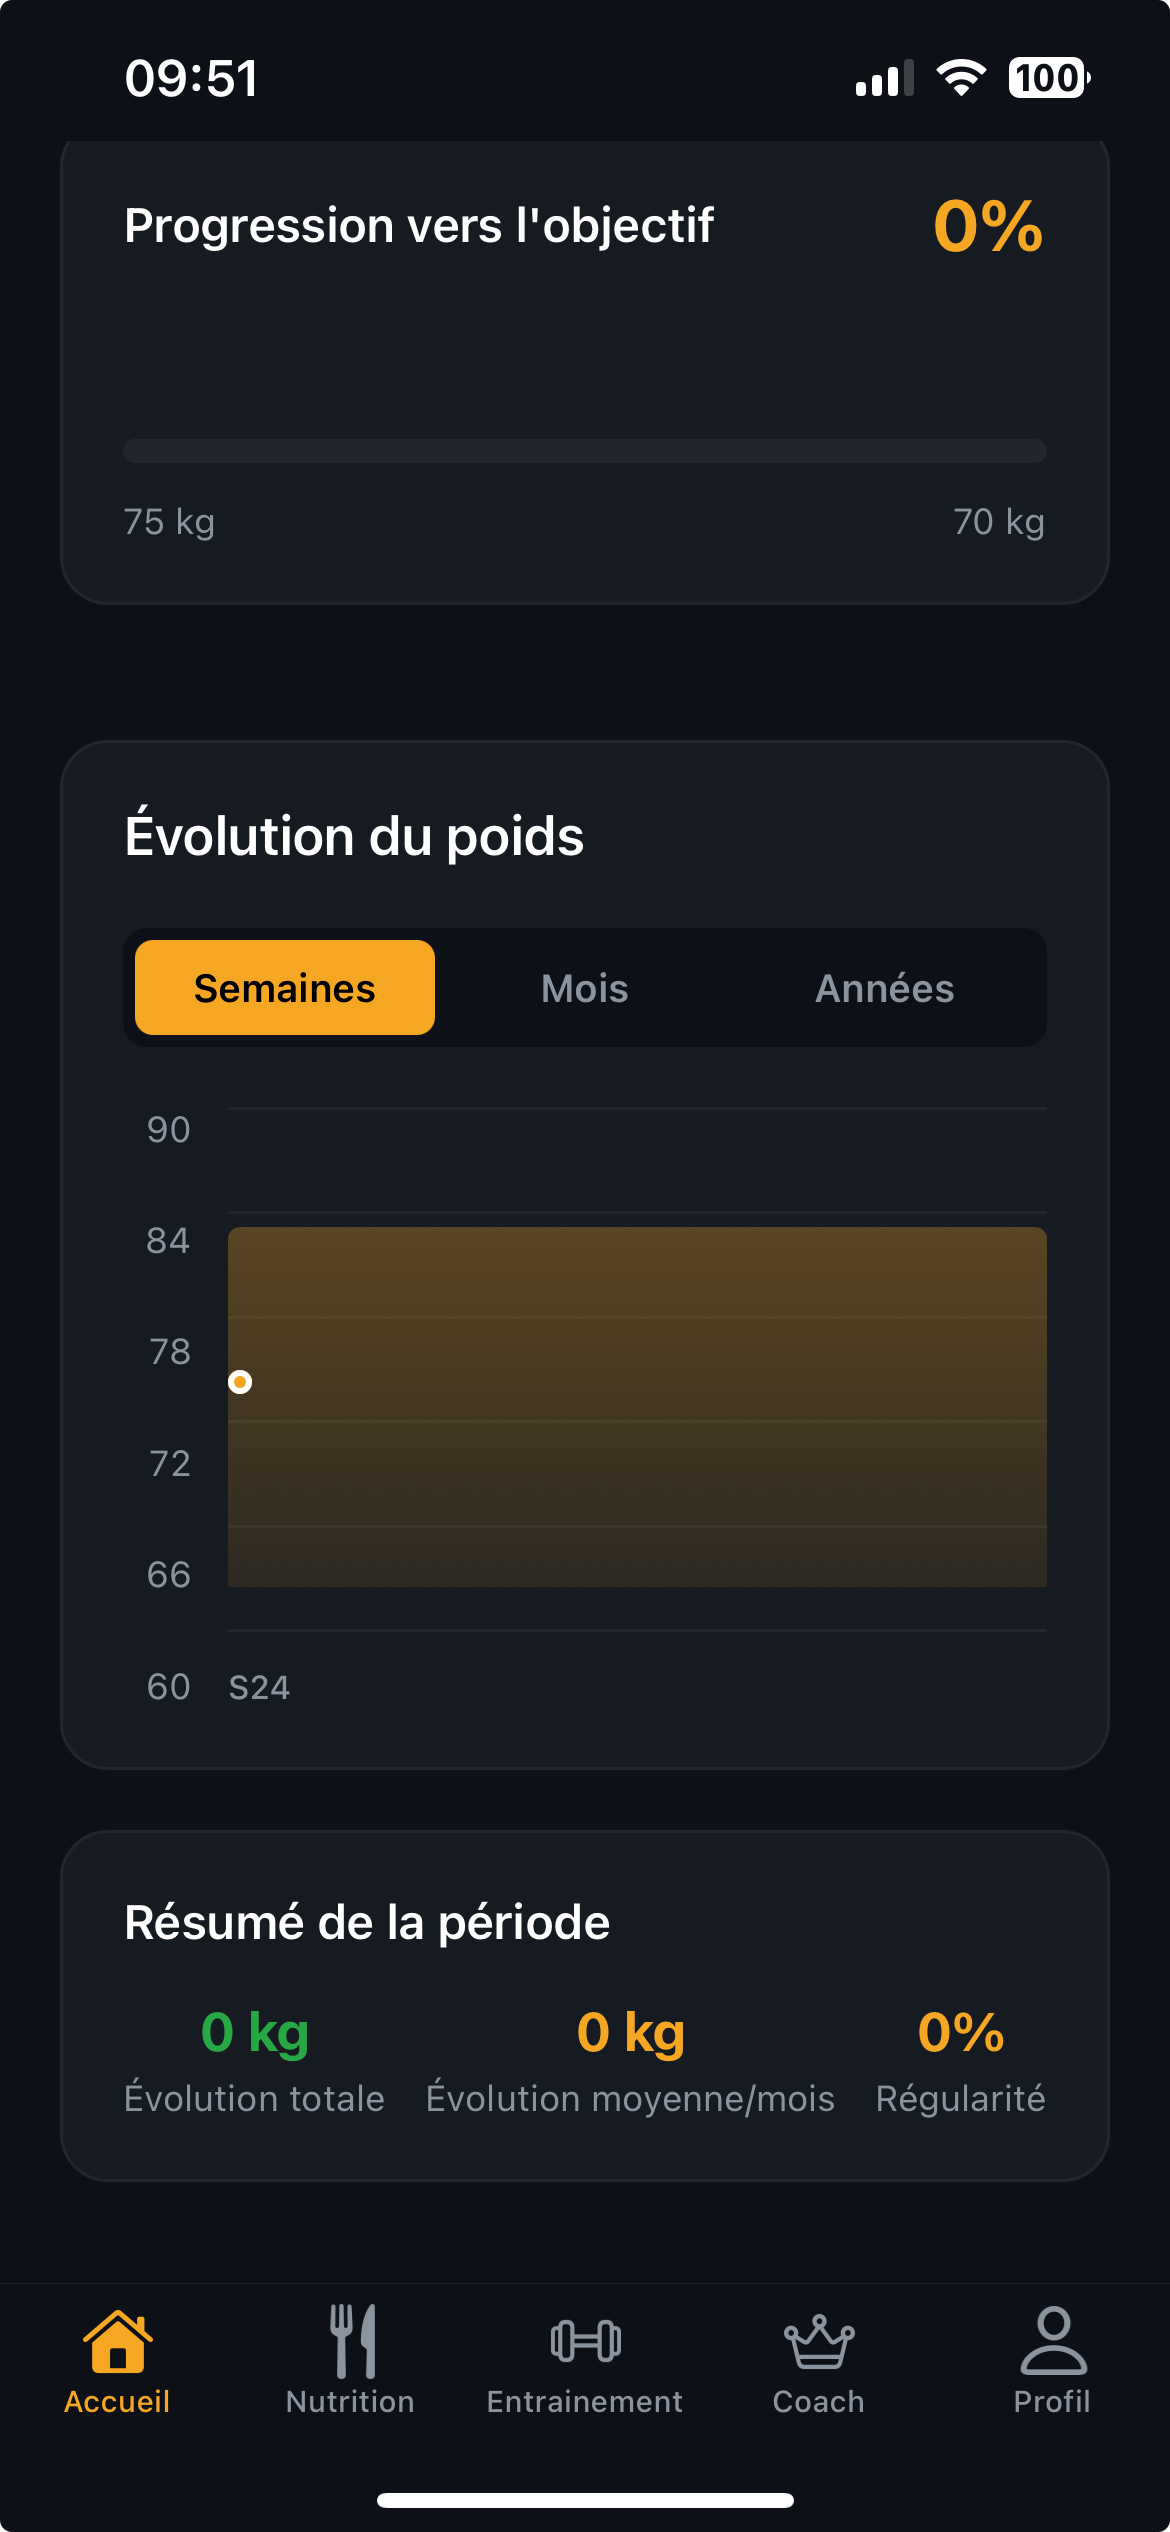 09:51
100
Progression vers l'objectif
0%
75 kg
70 kg
Évolution du poids
Semaines
Mois
Années
90
84
78
72
66
60
S24
Résumé de la période
0 kg
0 kg
0%
Évolution totale
Évolution moyenne/mois
Régularité
Accueil
Nutrition
Entrainement
Coach
Profil